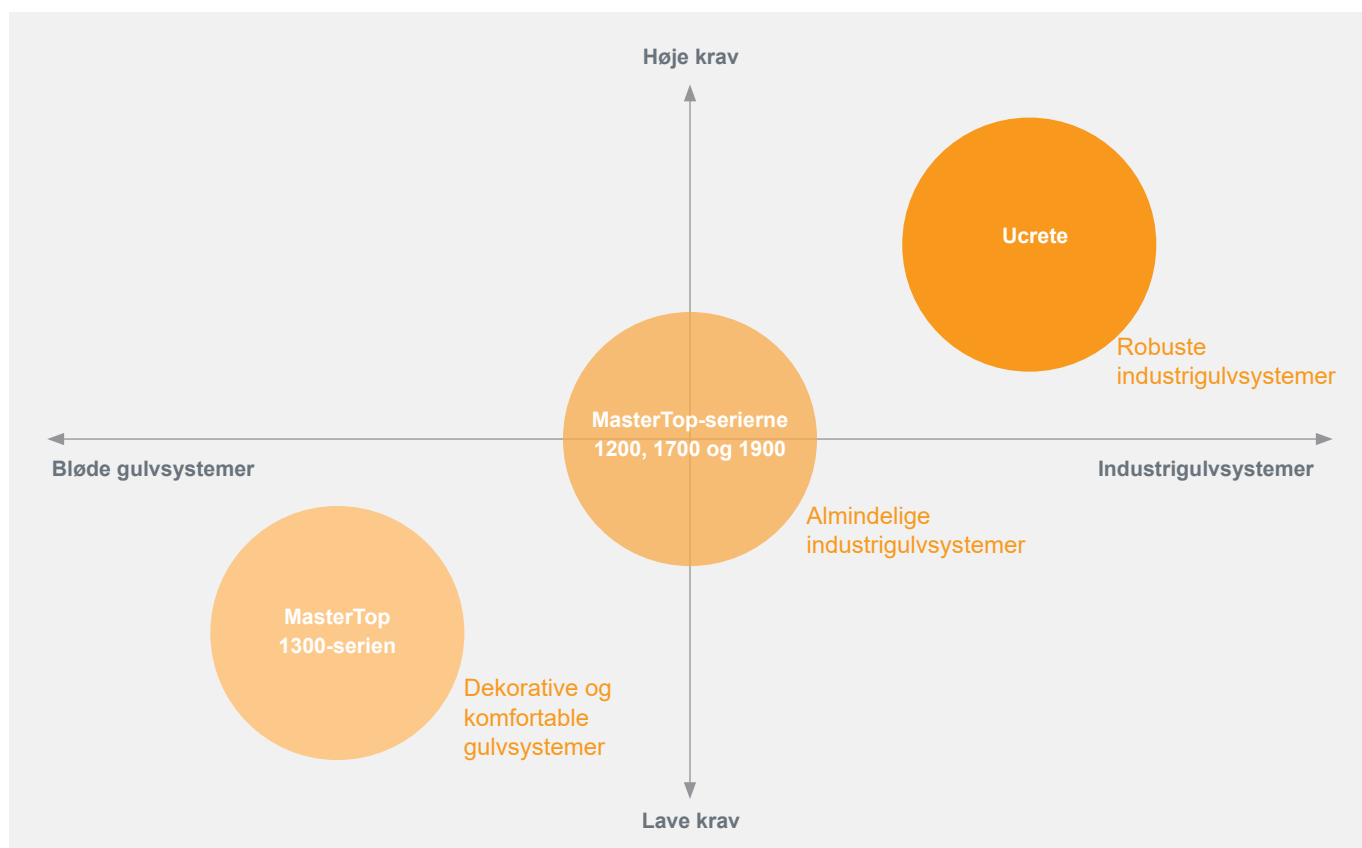 Høje krav
Ucrete
Robuste
industrigulvsystemer
MasterTop-serierne
1200, 1700 og 1900
Bløde gulvsystemer
Industrigulvsystemer
Almindelige
industrigulvsystemer
MasterTop
1300-serien
Dekorative og
komfortable
gulvsystemer
Lave krav